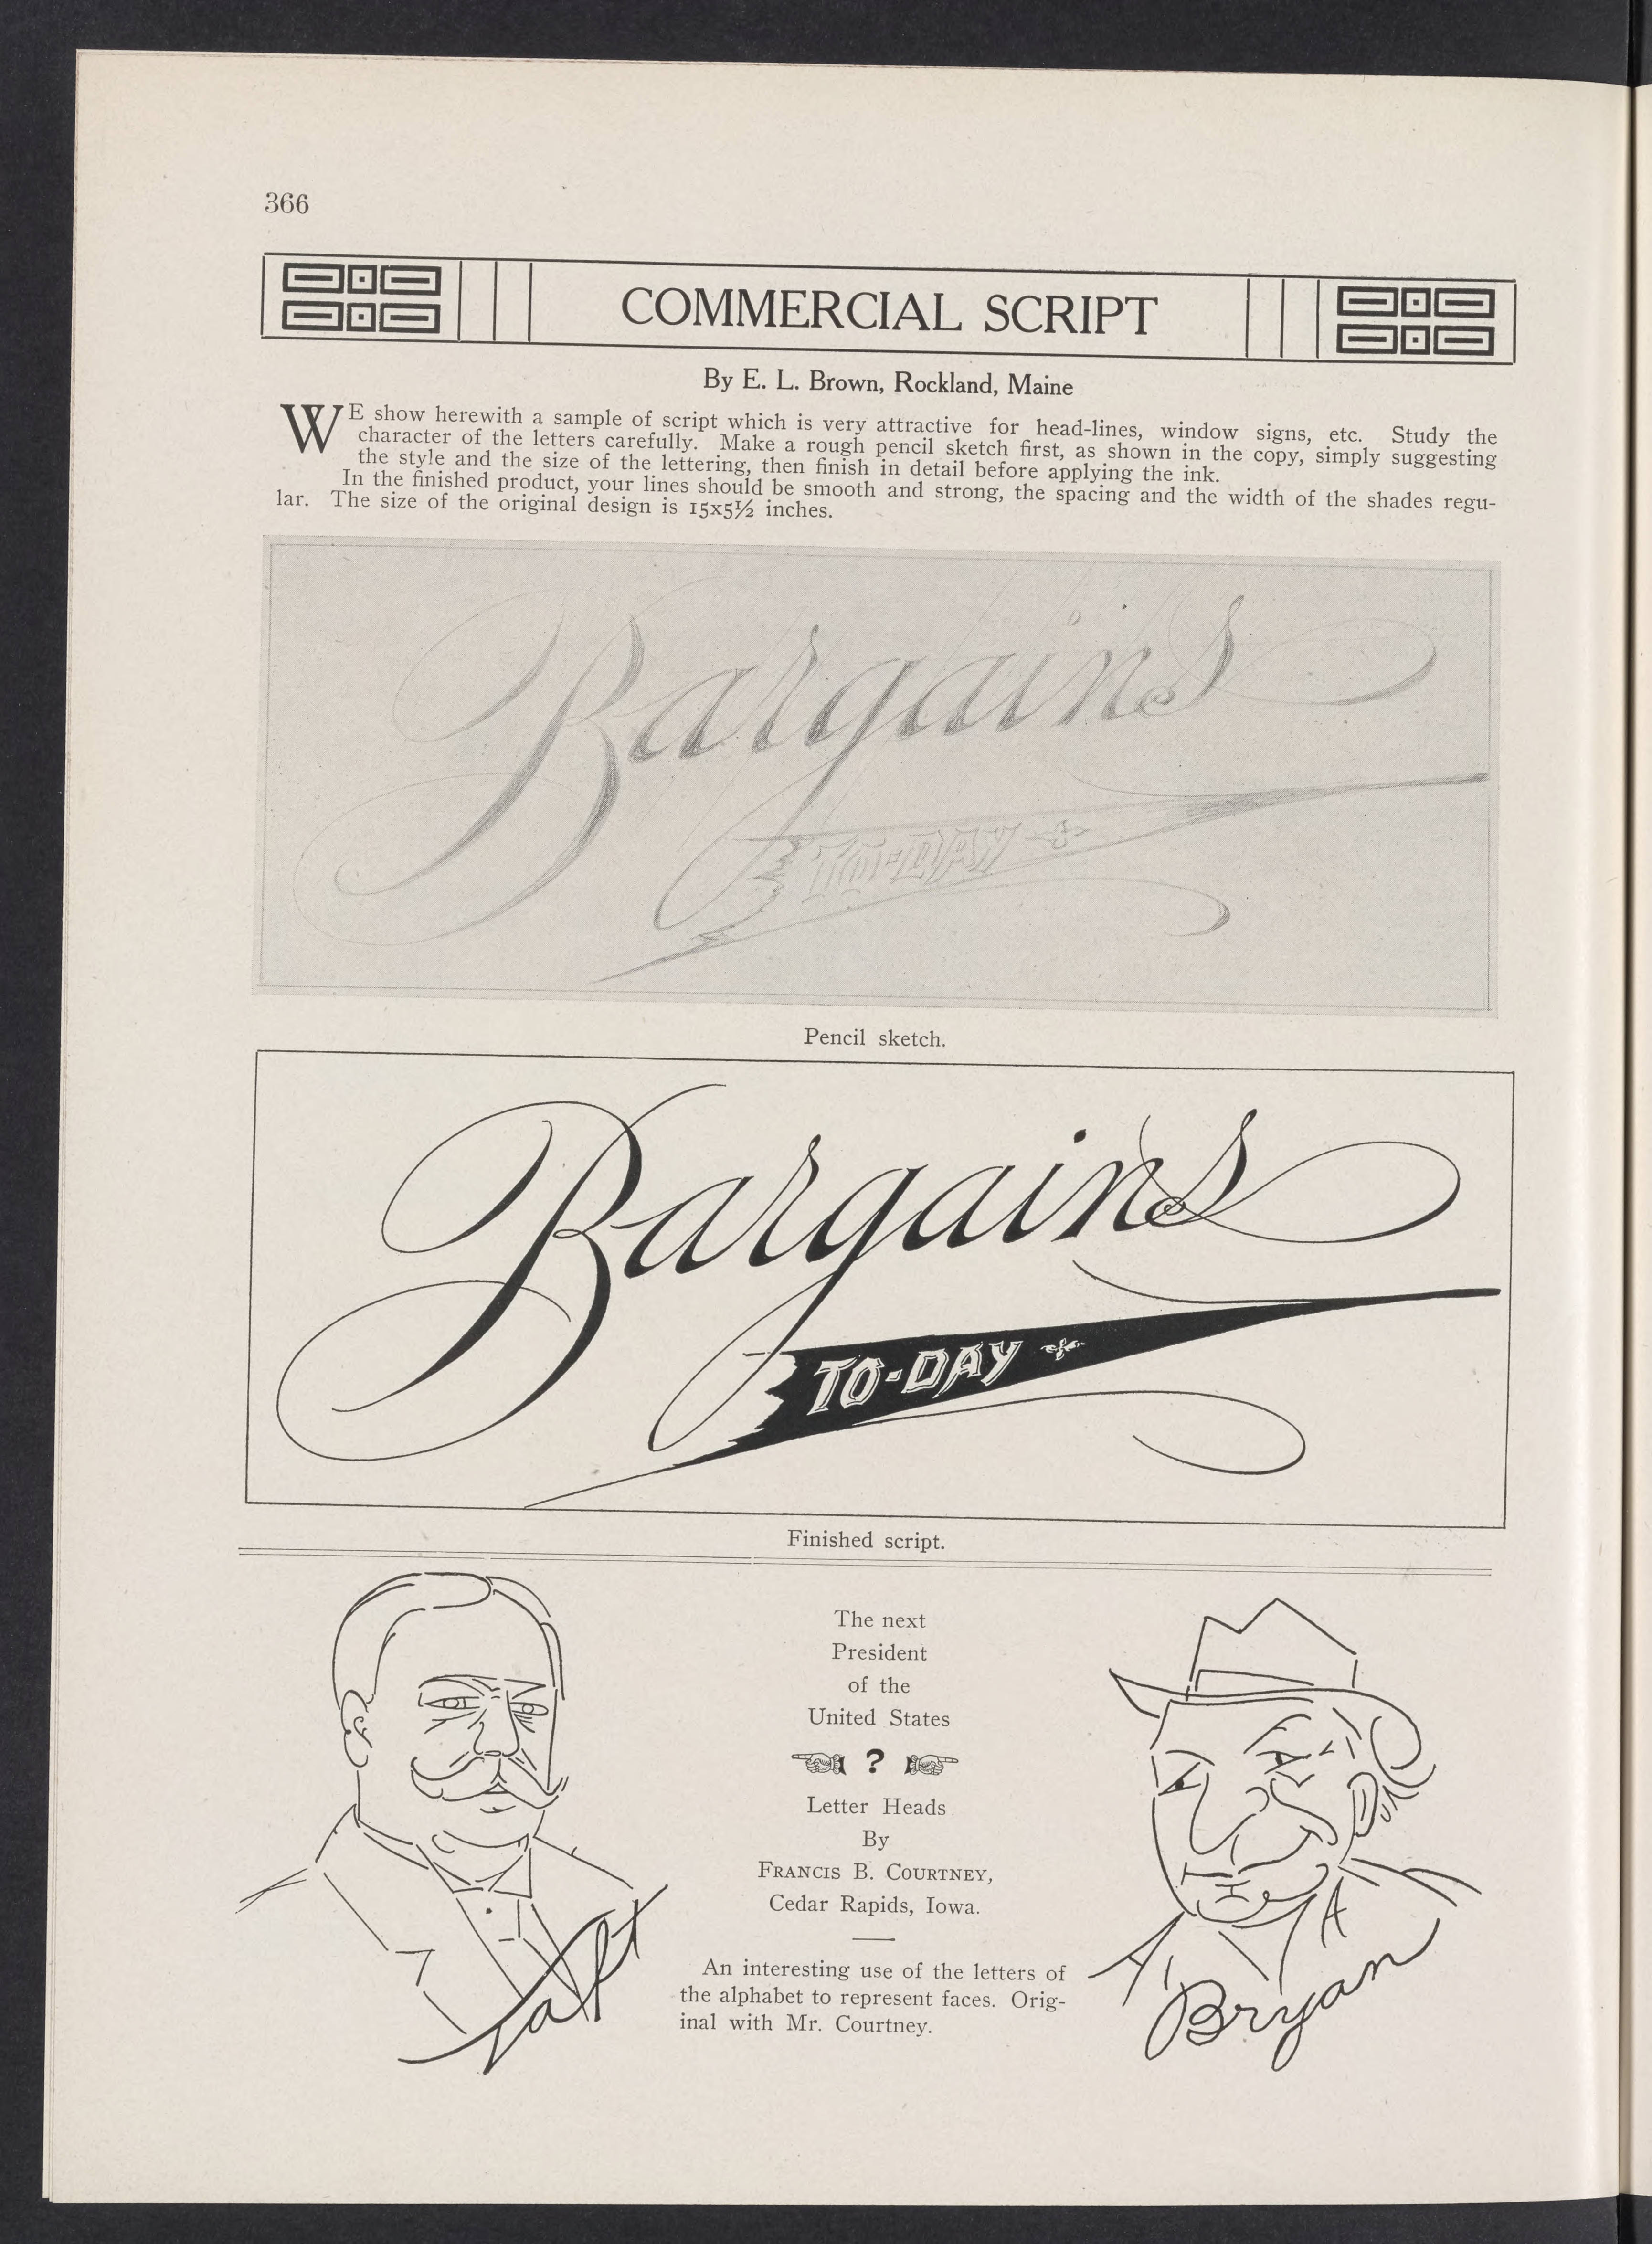 366
COMMERCIAL SCRIPT
By E. L. Brown, Rockland, Maine
WE show herewith a sample of script which is very attractive for head-lines, window signs, etc. Study the
character of the letters carefully. Make a rough pencil sketch first, as shown in the copy, simply suggesting
the style and the size of the lettering, then finish in detail before applying the ink.
In the finished product, your lines should be smooth and strong, the spacing and the width of the shades regu-
lar. The size of the original design is 15x5½ inches.
Bargains
TO-DAY
Pencil sketch.
Bargains
TO-DAY
Finished script.
The next
President
of the
United States
?
Letter Heads
By
FRANCIS B. COURTNEY,
Cedar Rapids, Iowa.
An interesting use of the letters of
the alphabet to represent faces. Orig-
inal with Mr. Courtney.
Taft
Bryan